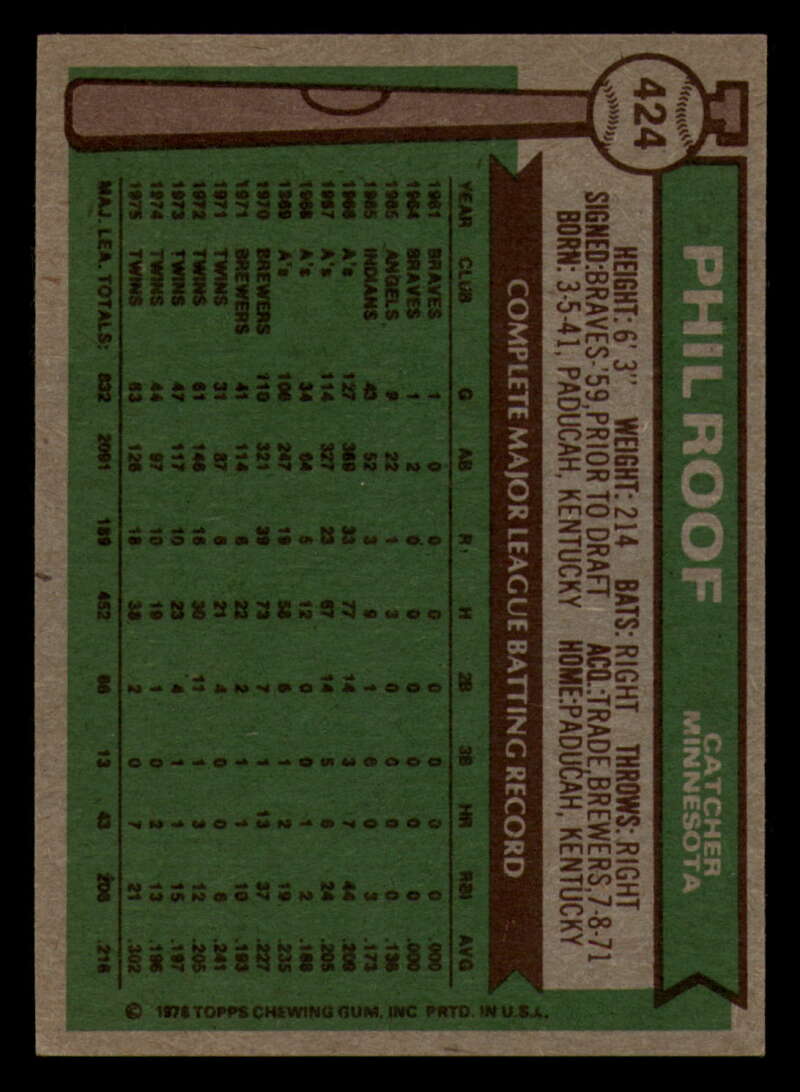 424
PHIL ROOF
CATCHER
MINNESOTA
HEIGHT: 6' 3" WEIGHT: 214 BATS: RIGHT THROWS: RIGHT
SIGNED: BRAVES-'59, PRIOR TO DRAFT ACQ.: TRADE, BREWERS, 7-8-71
BORN: 3-5-41, PADUCAH, KENTUCKY HOME: PADUCAH, KENTUCKY
COMPLETE MAJOR LEAGUE BATTING RECORD
YEAR CLUB G AB R H 2B 3B HR RBI AVG
1961 BRAVES 1 0 0 0 0 0 0 0 .000
1964 BRAVES 1 2 0 0 0 0 0 0 .000
1965 ANGELS 9 22 1 3 0 0 0 0 .136
1965 INDIANS 43 52 3 9 1 0 0 3 .173
1966 A's 127 369 33 77 14 3 7 44 .209
1967 A's 114 327 23 67 14 5 6 24 .205
1968 A's 34 64 5 12 0 0 1 2 .188
1969 A's 106 247 19 58 6 1 2 19 .235
1970 BREWERS 110 321 39 73 7 1 13 37 .227
1971 BREWERS 41 114 6 22 2 1 1 10 .193
1971 TWINS 31 87 6 21 4 0 0 6 .241
1972 TWINS 61 146 16 30 11 1 3 12 .205
1973 TWINS 47 117 10 23 4 1 1 15 .197
1974 TWINS 44 97 10 19 1 0 2 13 .196
1975 TWINS 63 126 18 38 2 0 7 21 .302
MAJ. LEA. TOTALS: 832 2091 189 452 66 13 43 206 .216
© 1976 TOPPS CHEWING GUM, INC. PRTD. IN U.S.A.